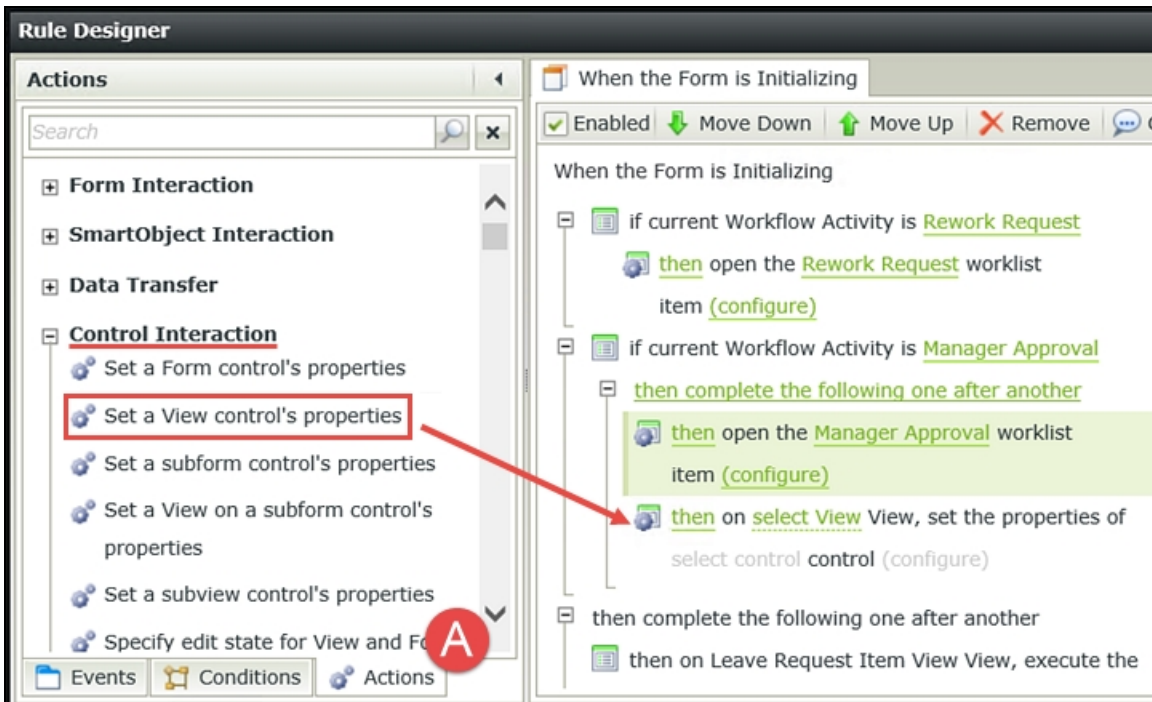 Rule Designer
Actions
Search
Form Interaction
SmartObject Interaction
Data Transfer
Control Interaction
Set a Form control's properties
Set a View control's properties
Set a subform control's properties
Set a View on a subform control's
properties
Set a subview control's properties
Specify edit state for View and Fo
A
Events
Conditions
Actions
When the Form is Initializing
Enabled
Move Down
Move Up
Remove
When the Form is Initializing
if current Workflow Activity is Rework Request
then open the Rework Request worklist
item (configure)
if current Workflow Activity is Manager Approval
then complete the following one after another
then open the Manager Approval worklist
item (configure)
then on select View View, set the properties of
select control control (configure)
then complete the following one after another
then on Leave Request Item View View, execute the